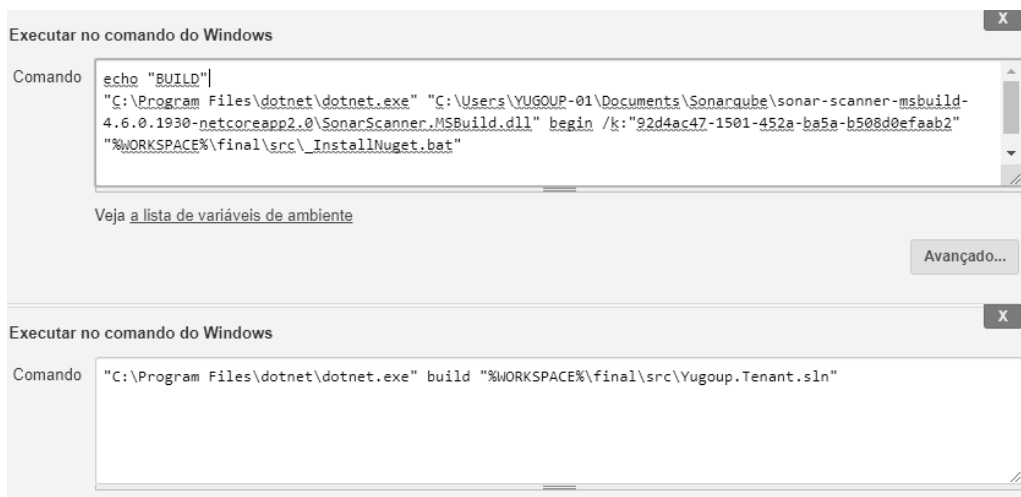 X
Executar no comando do Windows
Comando
echo "BUILD"
"C:\Program Files\dotnet\dotnet.exe" "C:\Users\YUGOUP-01\Documents\Sonarqube\sonar-scanner-msbuild-
4.6.0.1930-netcoreapp2.0\SonarScanner.MSBuild.dll" begin /k:"92d4ac47-1501-452a-ba5a-b508d0efaab2"
"%WORKSPACE%\final\src\_InstallNuget.bat"
Veja a lista de variáveis de ambiente
Avançado...
X
Executar no comando do Windows
Comando
"C:\Program Files\dotnet\dotnet.exe" build "%WORKSPACE%\final\src\Yugoup.Tenant.sln"